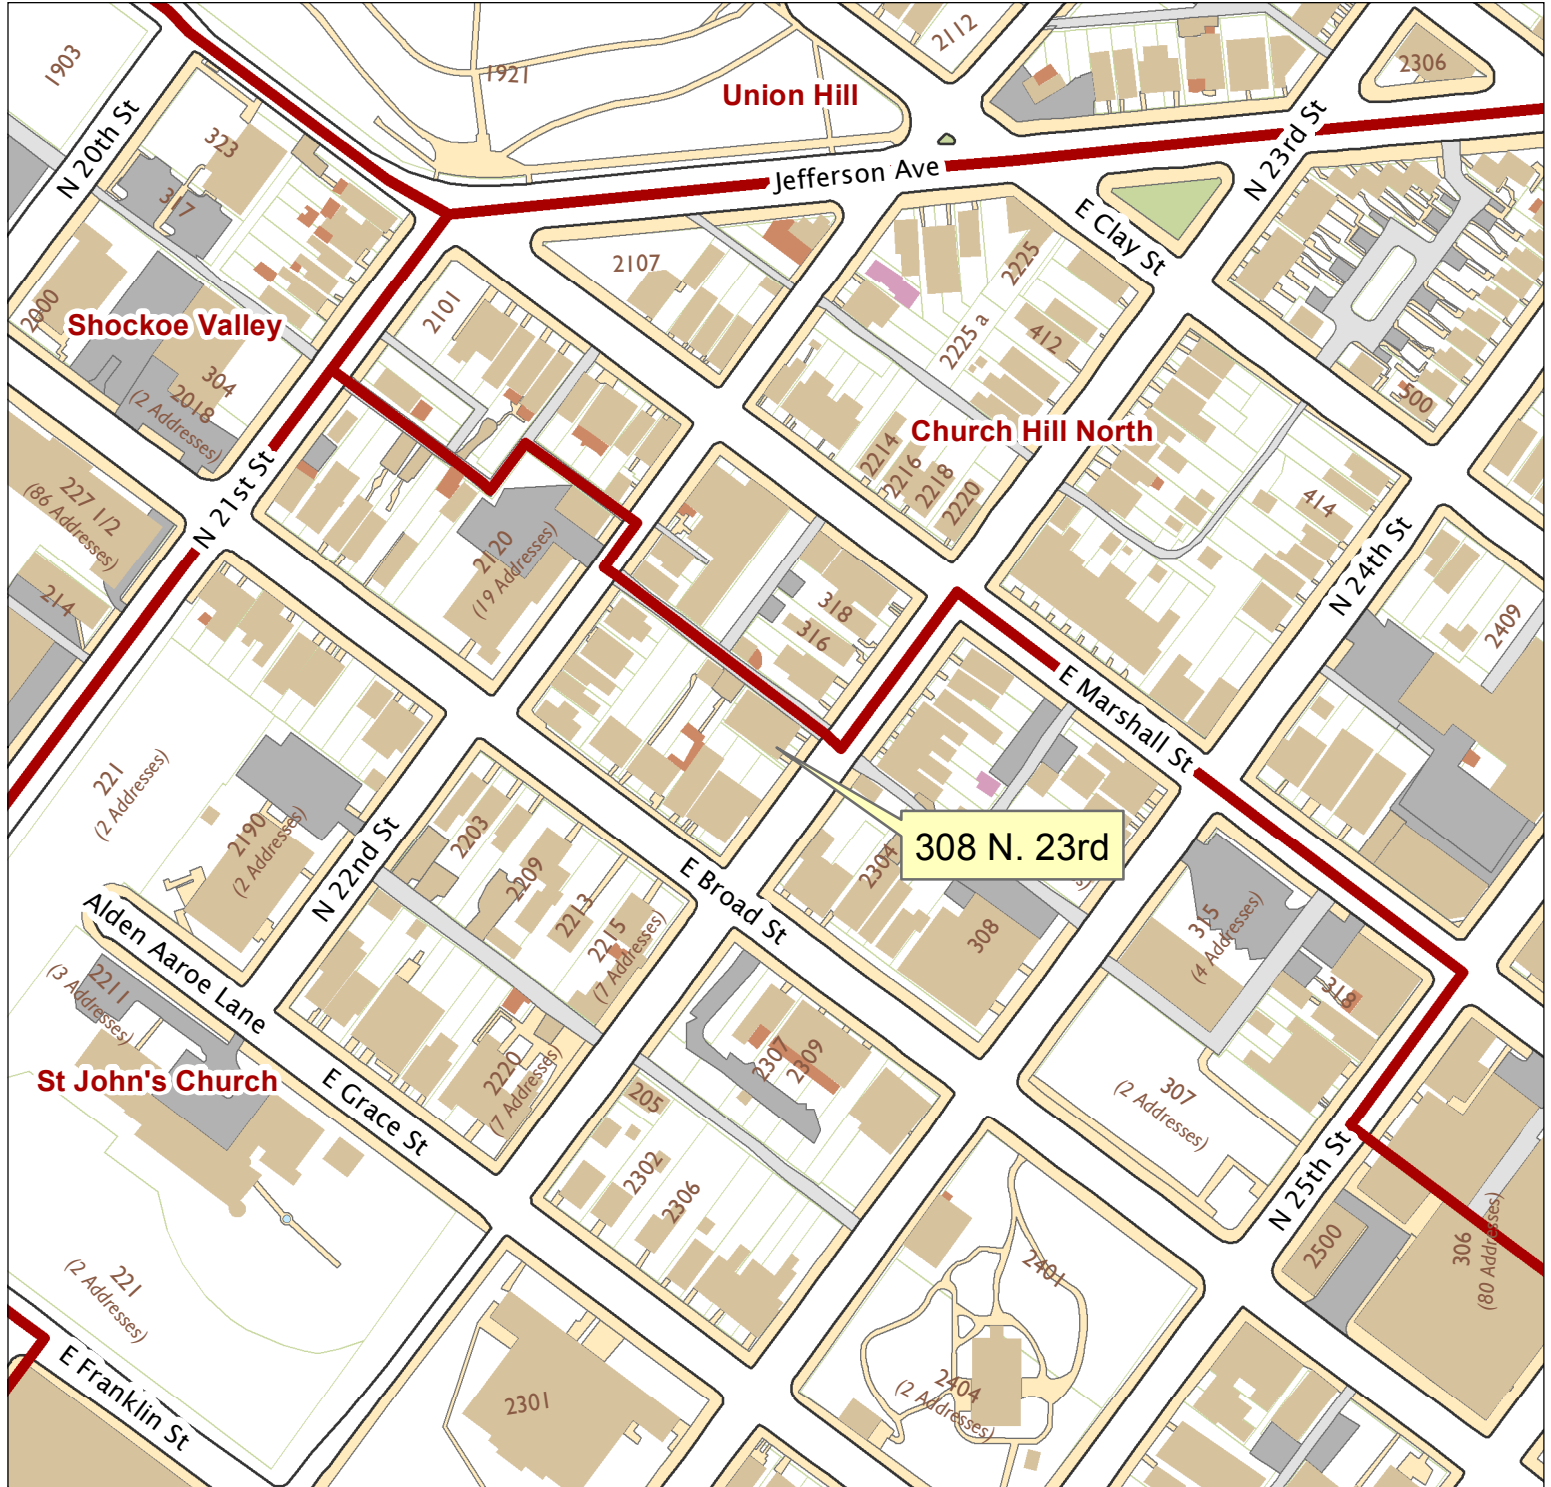 1903
1921
2112
2306
Union Hill
N 20th St
323
317
Jefferson Ave
N 23rd St
E Clay St
2107
2225
2101
2000
Shockoe Valley
2225 a
412
304
2018
(2 Addresses)
500
Church Hill North
2214
2216
2218
2220
414
227 1/2
(86 Addresses)
N 21st St
2120
(19 Addresses)
N 24th St
214
318
316
2409
E Marshall St
221
(2 Addresses)
2190
(2 Addresses)
2203
2209
2213
2215
(7 Addresses)
N 22nd St
308 N. 23rd
2304
E Broad St
308
315
(4 Addresses)
318
Alden Aaroe Lane
2211
(3 Addresses)
St John's Church
E Grace St
2220
(7 Addresses)
2307
2309
205
2302
2306
307
(2 Addresses)
N 25th St
2500
306
(80 Addresses)
221
(2 Addresses)
2401
E Franklin St
2301
2404
(2 Addresses)